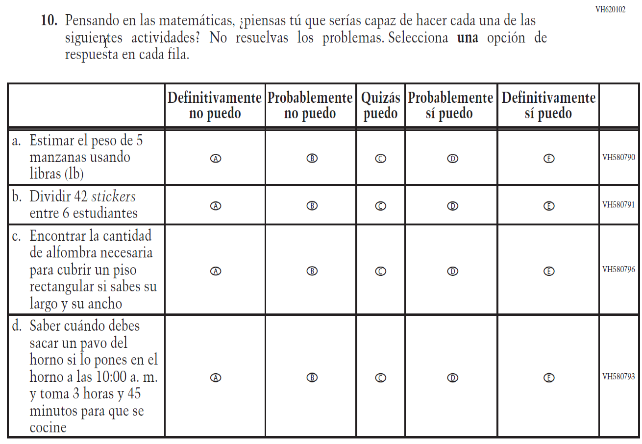 VH620102
10. Pensando en las matemáticas, ¿piensas tú que serías capaz de hacer cada una de las
siguientes actividades? No resuelvas los problemas. Selecciona una opción de
respuesta en cada fila.
Definitivamente no puedo
Probablemente no puedo
Quizás puedo
Probablemente sí puedo
Definitivamente sí puedo
a. Estimar el peso de 5
manzanas usando
libras (lb)
A B C D E VH580790
b. Dividir 42 stickers
entre 6 estudiantes
A B C D E VH580791
c. Encontrar la cantidad
de alfombra necesaria
para cubrir un piso
rectangular si sabes su
largo y su ancho
A B C D E VH580796
d. Saber cuándo debes
sacar un pavo del
horno si lo pones en el
horno a las 10:00 a. m.
y toma 3 horas y 45
minutos para que se
cocine
A B C D E VH580793